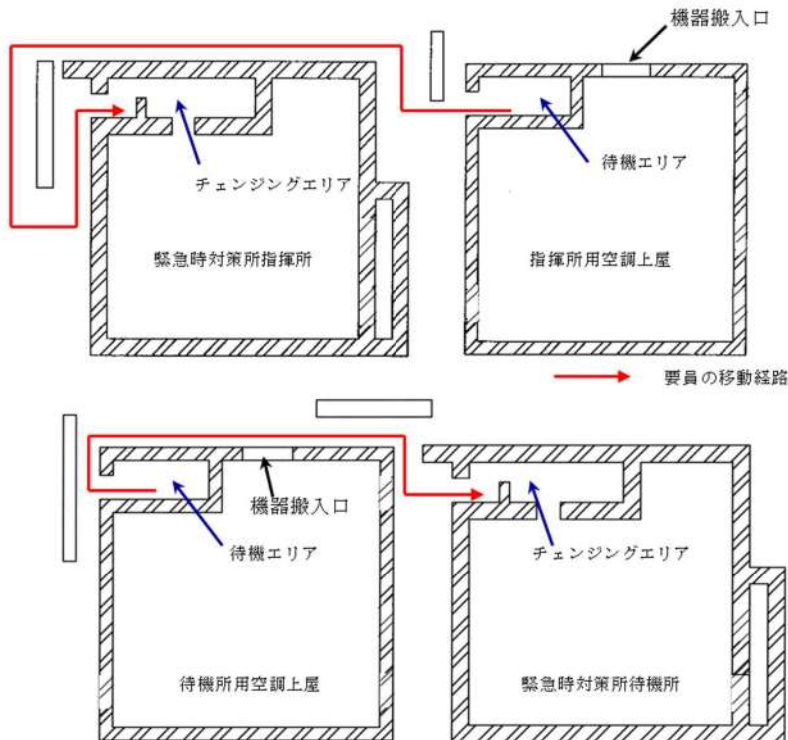 機器搬入口
チェンジングエリア
待機エリア
緊急時対策所指揮所
指揮所用空調上屋
要員の移動経路
機器搬入口
待機エリア
チェンジングエリア
待機所用空調上屋
緊急時対策所待機所